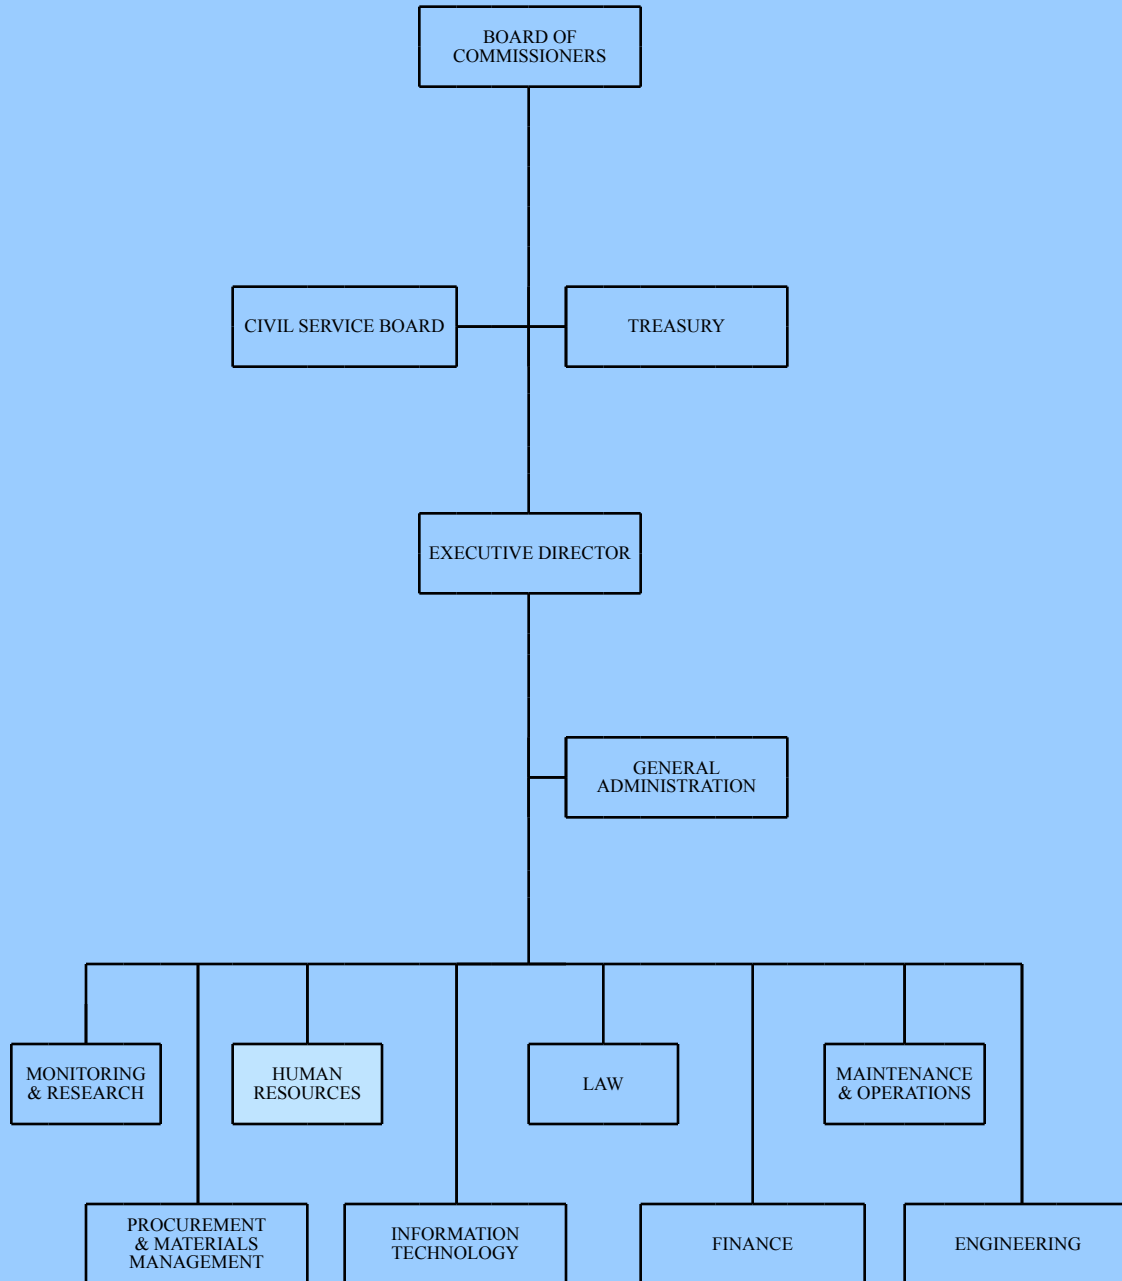 BOARD OF
COMMISSIONERS
CIVIL SERVICE BOARD
TREASURY
EXECUTIVE DIRECTOR
GENERAL
ADMINISTRATION
MONITORING
& RESEARCH
HUMAN
RESOURCES
LAW
MAINTENANCE
& OPERATIONS
PROCUREMENT
& MATERIALS
MANAGEMENT
INFORMATION
TECHNOLOGY
FINANCE
ENGINEERING